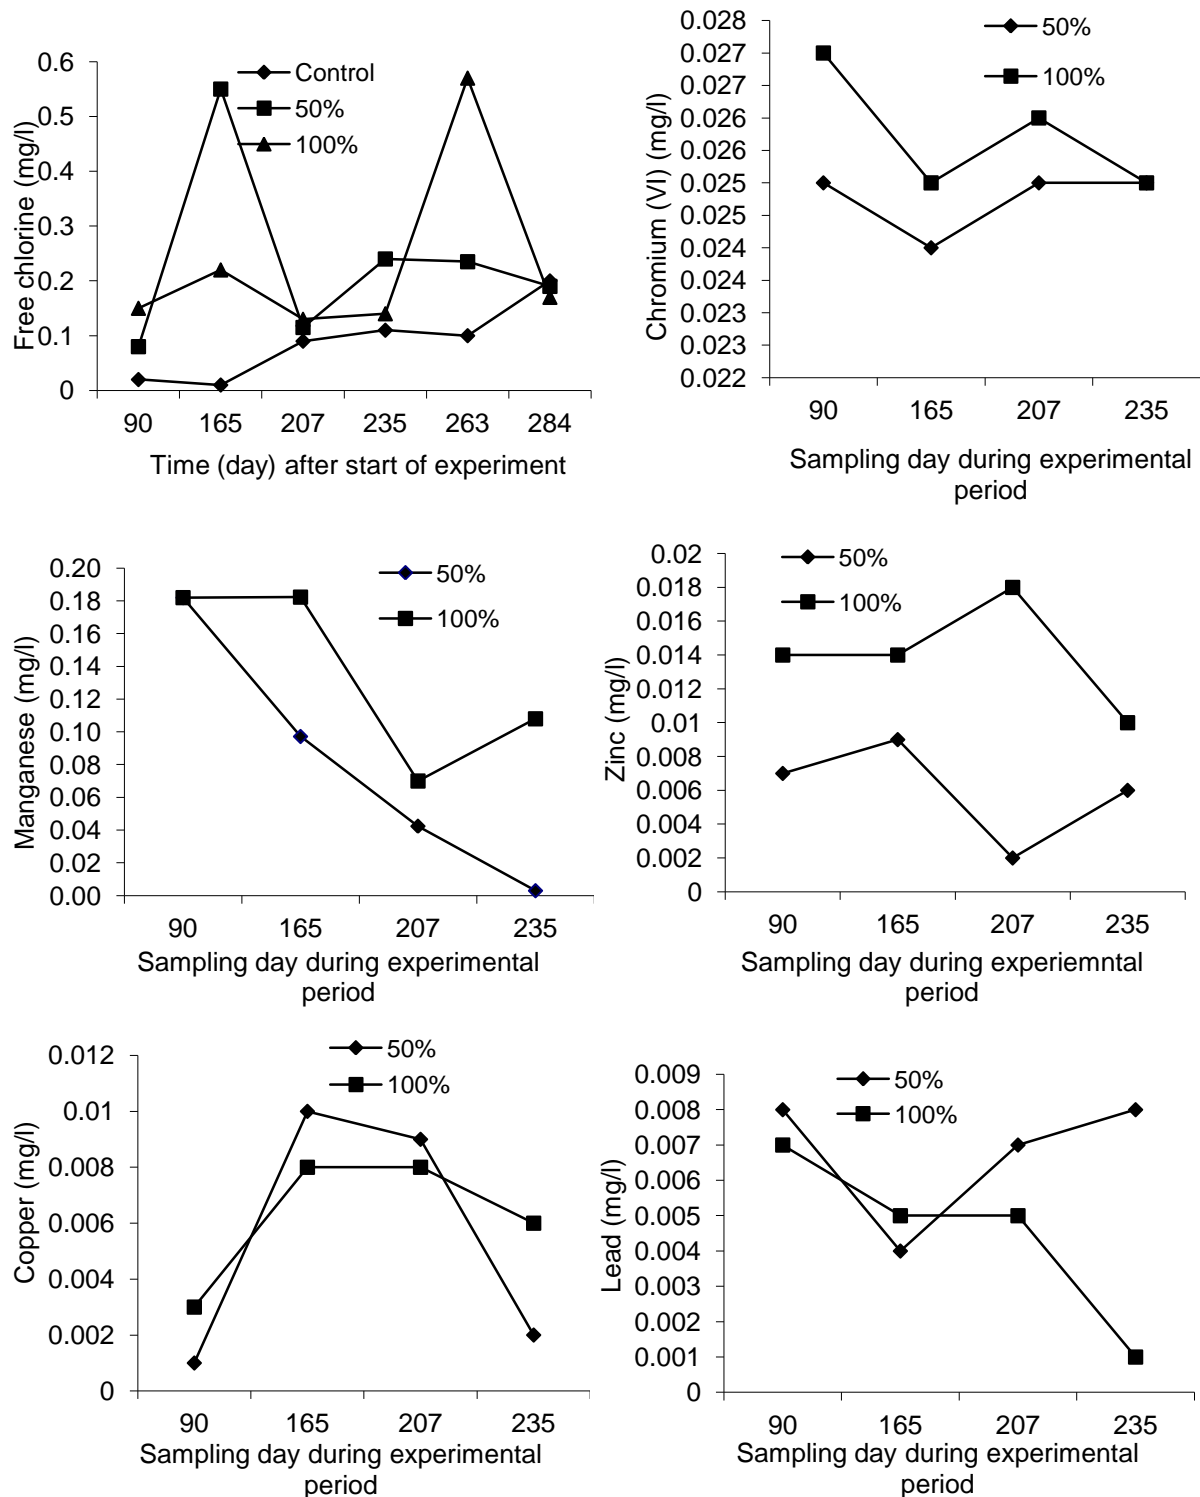 0.6
0.5
0.4
0.3
0.2
0.1
0
Free chlorine (mg/l)
Control
50%
100%
90 165 207 235 263 284
Time (day) after start of experiment
0.028
0.027
0.027
0.026
0.026
0.025
0.025
0.024
0.024
0.023
0.023
0.022
Chromium (VI) (mg/l)
50%
100%
90 165 207 235
Sampling day during experimental
period
0.20
0.18
0.16
0.14
0.12
0.10
0.08
0.06
0.04
0.02
0.00
Manganese (mg/l)
50%
100%
90 165 207 235
Sampling day during experimental
period
0.02
0.018
0.016
0.014
0.012
0.01
0.008
0.006
0.004
0.002
0
Zinc (mg/l)
50%
100%
90 165 207 235
Sampling day during experiemntal
period
0.012
0.01
0.008
0.006
0.004
0.002
0
Copper (mg/l)
50%
100%
90 165 207 235
Sampling day during experimental
period
0.009
0.008
0.007
0.006
0.005
0.004
0.003
0.002
0.001
0
Lead (mg/l)
50%
100%
90 165 207 235
Sampling day during experimental
period